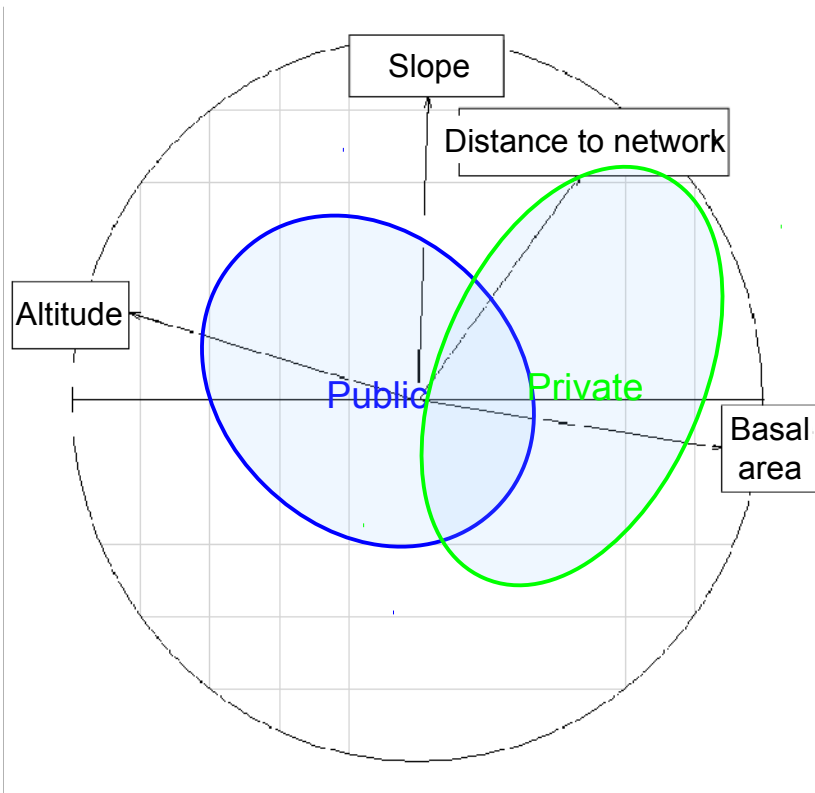 Slope
Distance to network
Altitude
Public
Private
Basal
area